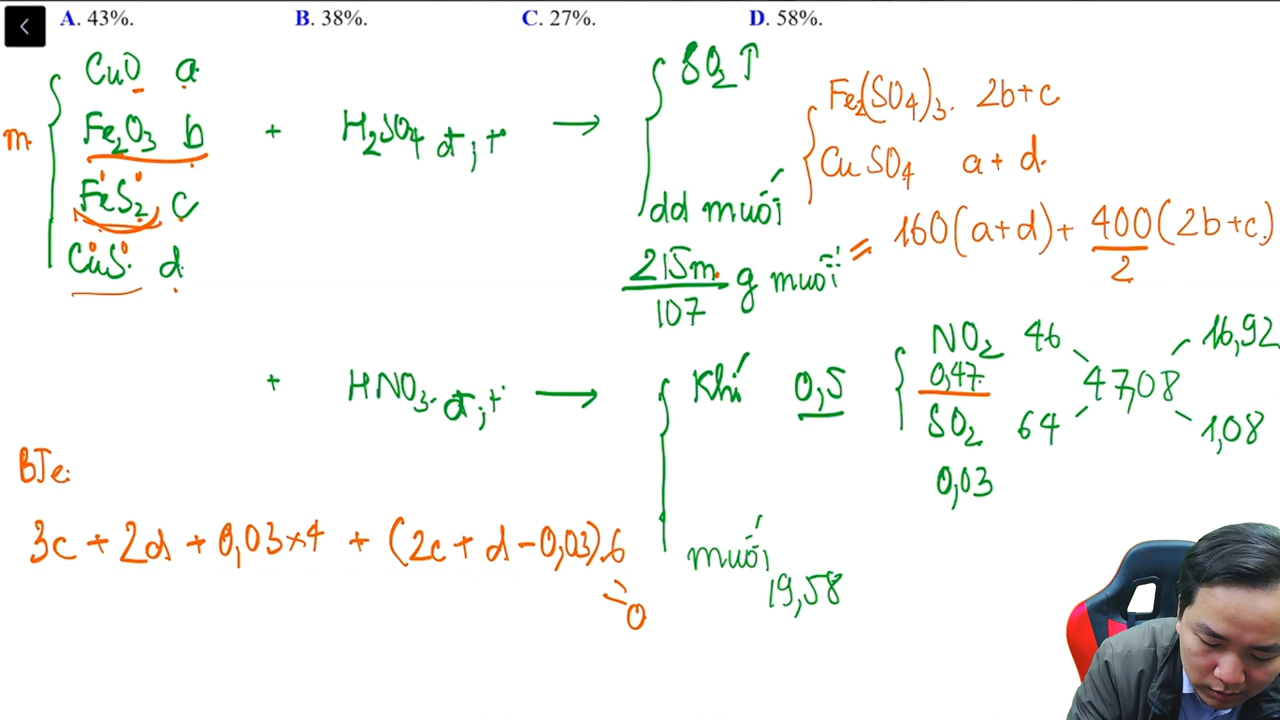 A. 43%. B. 38%. C. 27%. D. 58%.
CuO a
Fe2O3 b
FeS2 c
CuS d
m
+ H2SO4 đ, t° →
SO2 ↑
dd muối
215m/107 g muối
Fe2(SO4)3 2b+c
CuSO4 a+d
= 160(a+d) + 400/2 (2b+c)
+ HNO3 đ, t° →
Khí 0,5
NO2 46
0,47
SO2 64
0,03
47,08
16,92
1,08
muối
19,58
BTe:
3c + 2d + 0,03×4 + (2c + d - 0,03).6
= 0